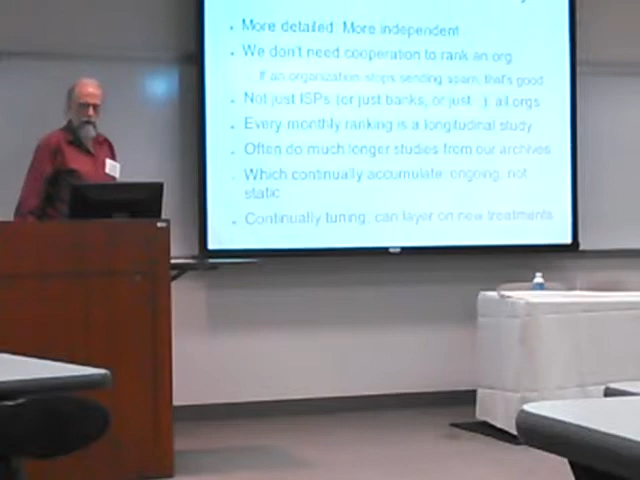 More detailed. More independent
We don't need cooperation to rank an org
If an organization stops sending spam, that's good
Not just ISPs (or just banks, or just...): all orgs
Every monthly ranking is a longitudinal study
Often do much longer studies from our archives
Which continually accumulate: ongoing, not
static
Continually tuning; can layer on new treatments